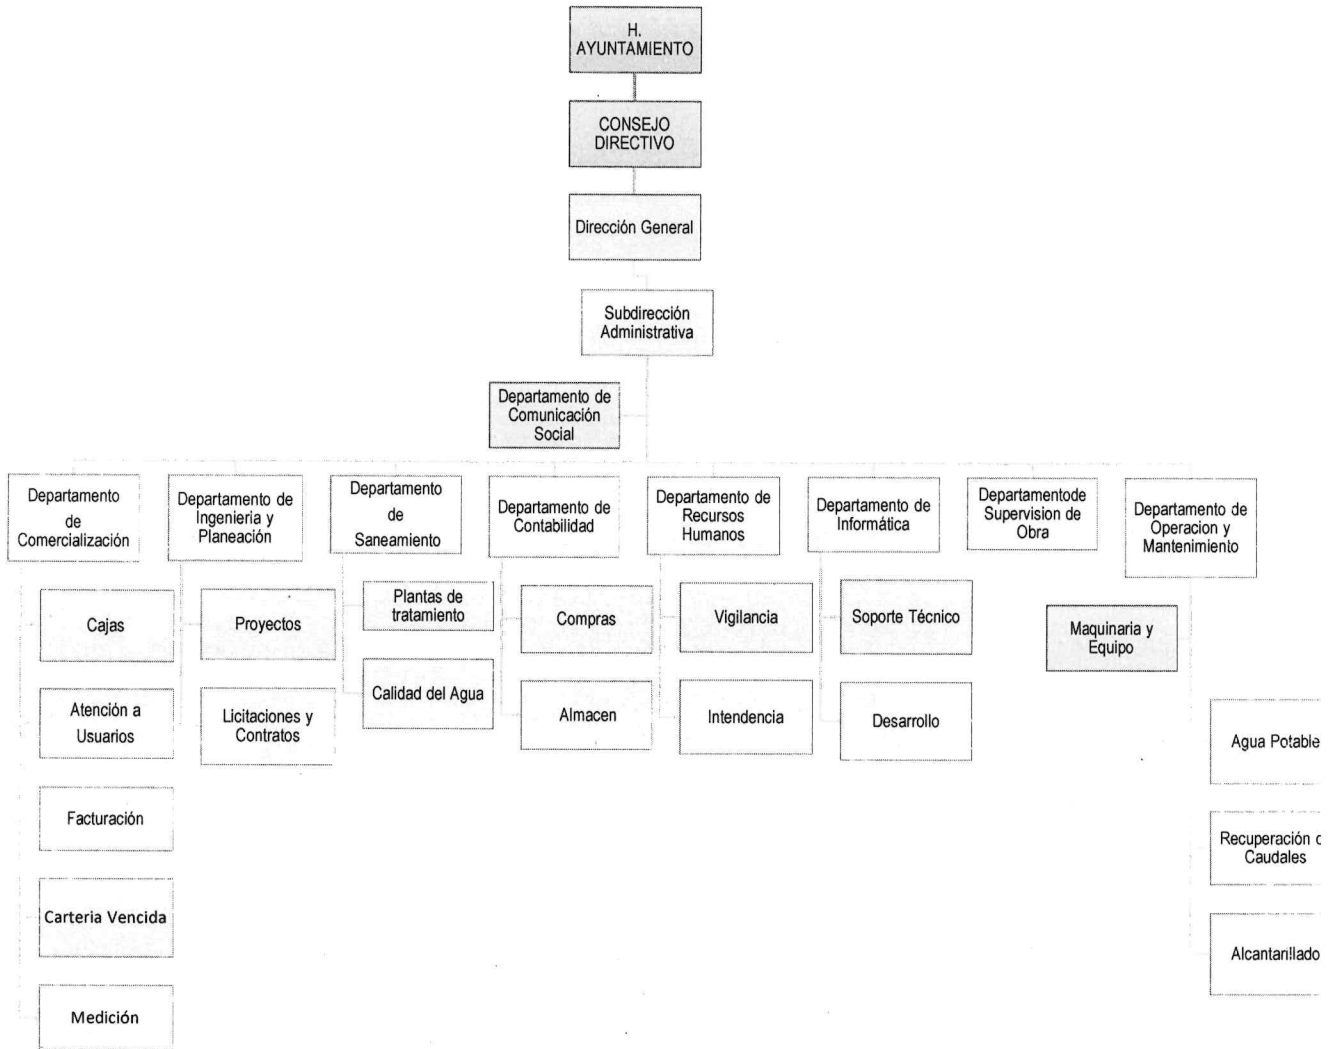 H.
AYUNTAMIENTO
CONSEJO
DIRECTIVO
Dirección General
Subdirección
Administrativa
Departamento de
Comunicación
Social
Departamento
de
Comercialización
Departamento de
Ingenieria y
Planeación
Departamento
de
Saneamiento
Departamento de
Contabilidad
Departamento de
Recursos
Humanos
Departamento de
Informática
Departamentode
Supervision de
Obra
Departamento de
Operacion y
Mantenimiento
Cajas
Atención a
Usuarios
Facturación
Carteria Vencida
Medición
Proyectos
Licitaciones y
Contratos
Plantas de
tratamiento
Calidad del Agua
Compras
Almacen
Vigilancia
Intendencia
Soporte Técnico
Desarrollo
Maquinaria y
Equipo
Agua Potable
Recuperación
Caudales
Alcantarillado